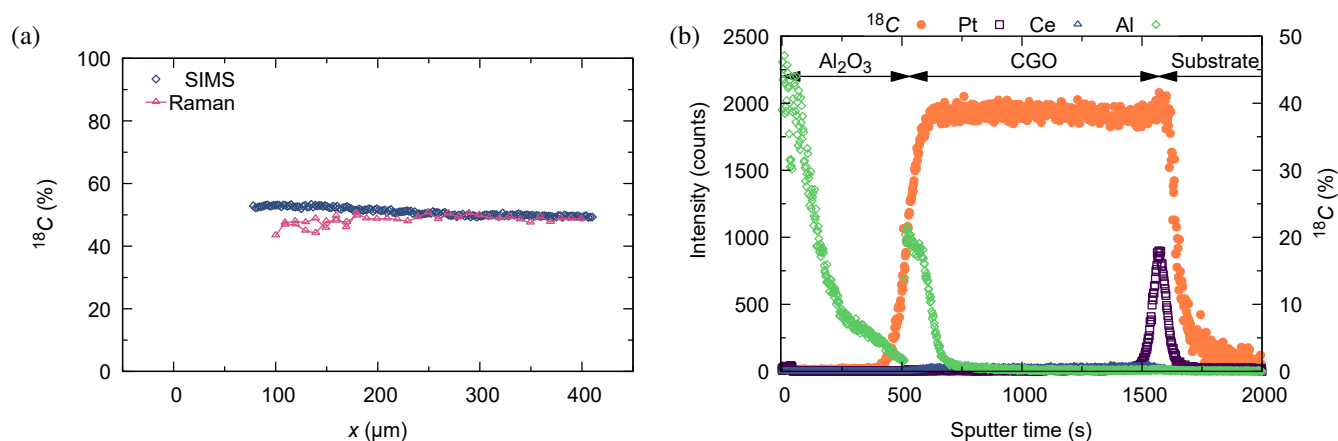 (a)
100
80
60
40
20
0
¹⁸C (%)
SIMS
Raman
0 100 200 300 400
x (µm)
(b)
¹⁸C Pt Ce Al
2500
2000
1500
1000
500
0
Intensity (counts)
Al₂O₃ CGO Substrate
50
40
30
20
10
0
¹⁸C (%)
0 500 1000 1500 2000
Sputter time (s)